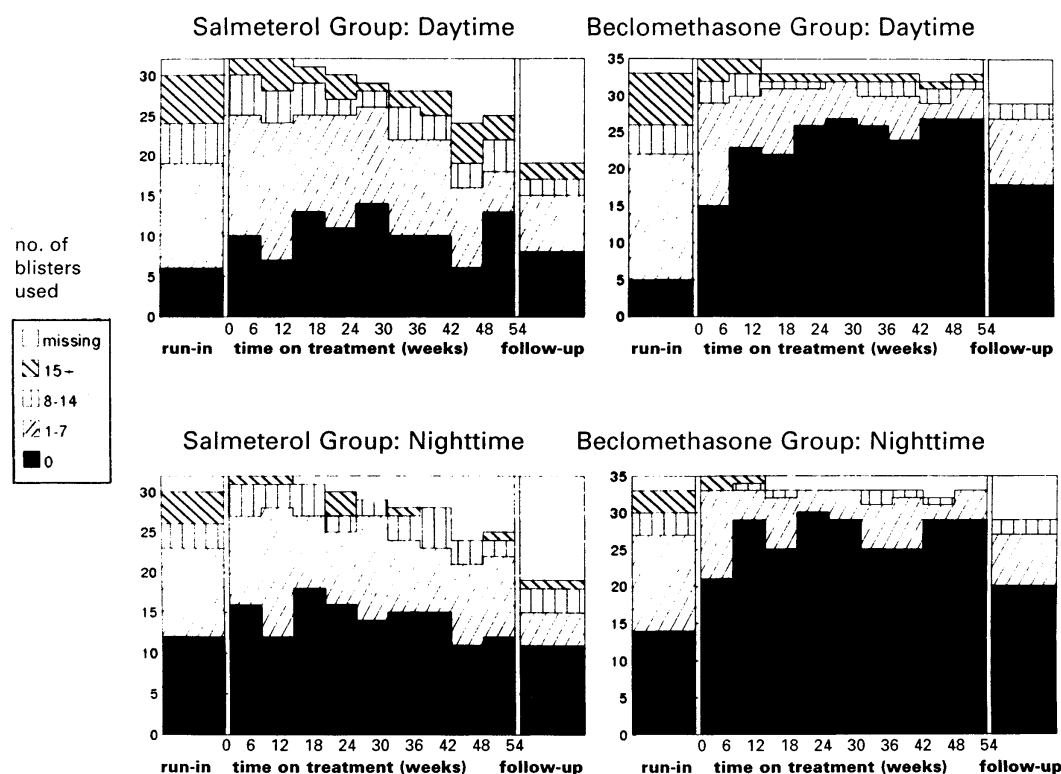 Salmeterol Group: Daytime
Beclomethasone Group: Daytime
30
25
20
15
10
5
0
35
30
25
20
15
10
5
0
0 6 12 18 24 30 36 42 48 54
run-in time on treatment (weeks) follow-up
0 6 12 18 24 30 36 42 48 54
run-in time on treatment (weeks) follow-up
no. of
blisters
used
missing
15+
8-14
1-7
0
Salmeterol Group: Nighttime
Beclomethasone Group: Nighttime
30
25
20
15
10
5
0
35
30
25
20
15
10
5
0
0 6 12 18 24 30 36 42 48 54
run-in time on treatment (weeks) follow-up
0 6 12 18 24 30 36 42 48 54
run-in time on treatment (weeks) follow-up